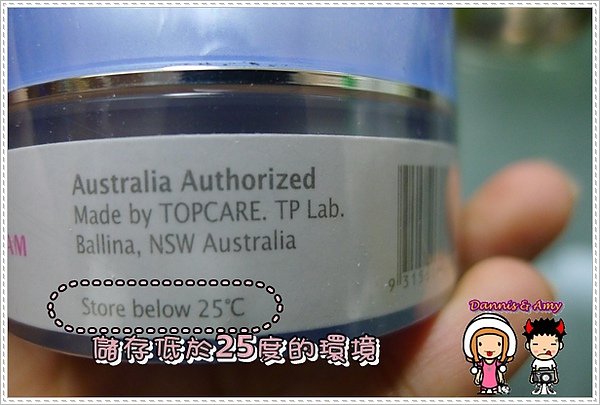 Australia Authorized
Made by TOPCARE. TP Lab.
Ballina, NSW Australia
AM
Store below 25℃
儲存低於25度的環境
Dannis & Amy